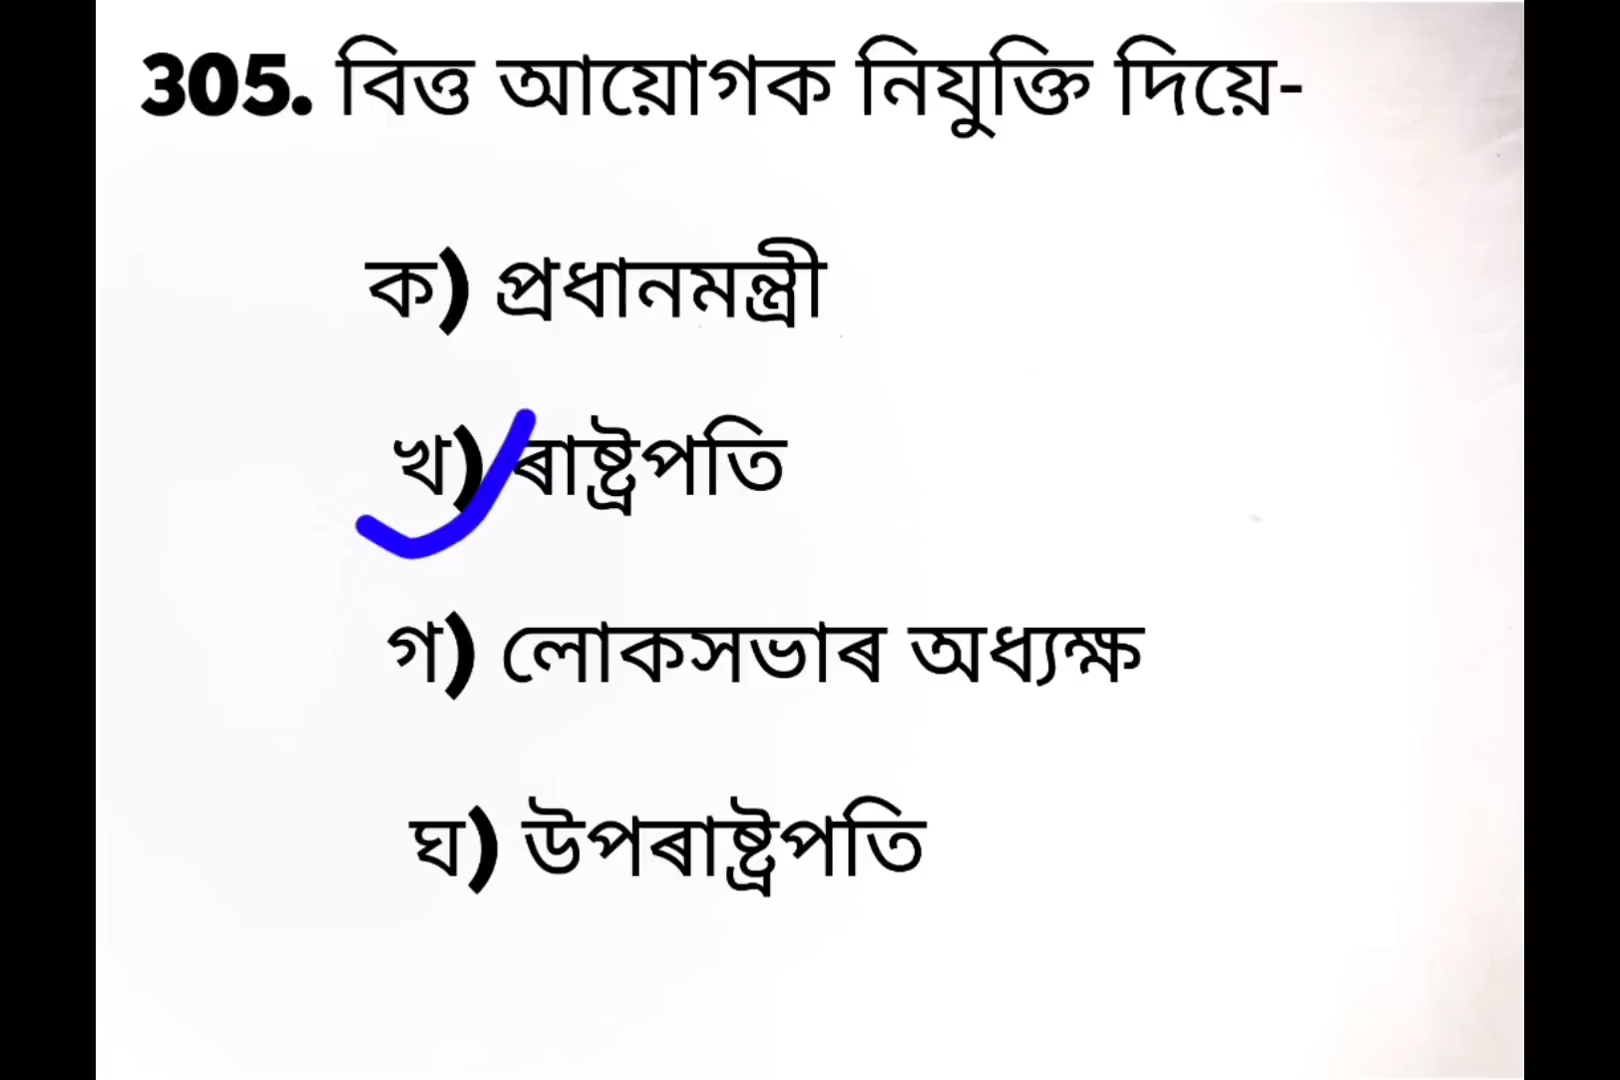 305. বিত্ত আয়োগক নিযুক্তি দিয়ে-
ক) প্ৰধানমন্ত্ৰী
খ) ৰাষ্ট্ৰপতি
গ) লোকসভাৰ অধ্যক্ষ
ঘ) উপৰাষ্ট্ৰপতি